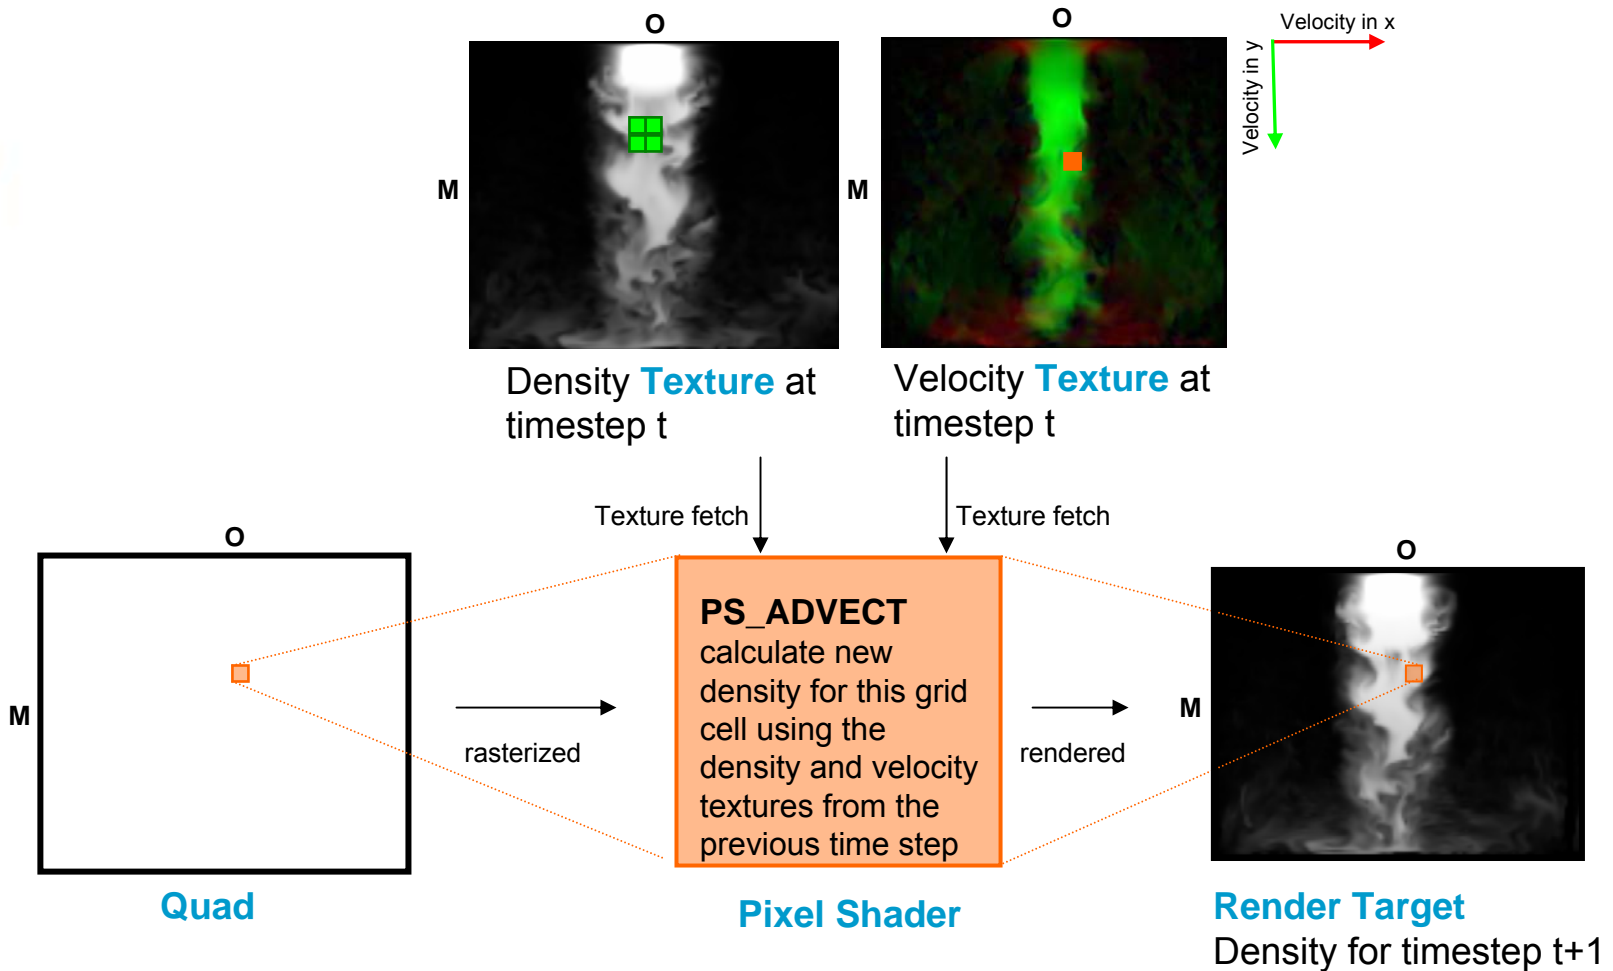 O
O
Velocity in x
Velocity in y
M
M
Density Texture at
timestep t
Velocity Texture at
timestep t
Texture fetch
Texture fetch
O
O
M
M
PS_ADVECT
calculate new
density for this grid
cell using the
density and velocity
textures from the
previous time step
rasterized
rendered
Quad
Pixel Shader
Render Target
Density for timestep t+1